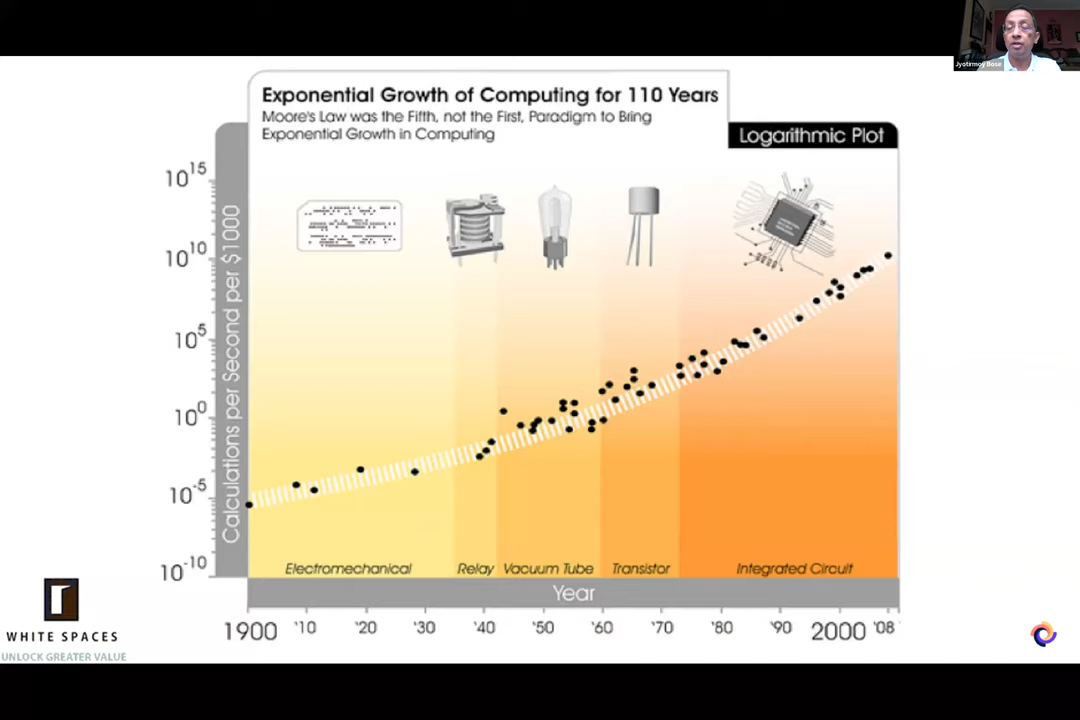 Jyotirmoy Bose
Exponential Growth of Computing for 110 Years
Moore's Law was the Fifth, not the First, Paradigm to Bring
Exponential Growth in Computing
Logarithmic Plot
Calculations per Second per $1000
10^15
10^10
10^5
10^0
10^-5
10^-10
Electromechanical Relay Vacuum Tube Transistor Integrated Circuit
Year
1900 '10 '20 '30 '40 '50 '60 '70 '80 '90 2000 '08
WHITE SPACES
UNLOCK GREATER VALUE